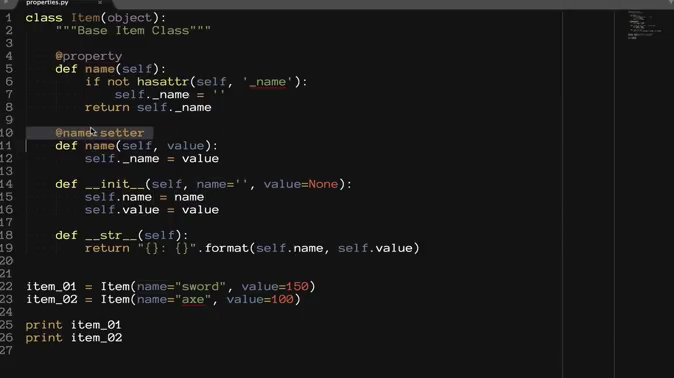 properties.py
1 class Item(object):
2 """Base Item Class"""
3
4 @property
5 def name(self):
6 if not hasattr(self, '_name'):
7 self._name = ''
8 return self._name
9
10 @name.setter
11 def name(self, value):
12 self._name = value
13
14 def __init__(self, name='', value=None):
15 self.name = name
16 self.value = value
17
18 def __str__(self):
19 return "{}: {}".format(self.name, self.value)
20
21
22 item_01 = Item(name="sword", value=150)
23 item_02 = Item(name="axe", value=100)
24
25 print item_01
26 print item_02
27